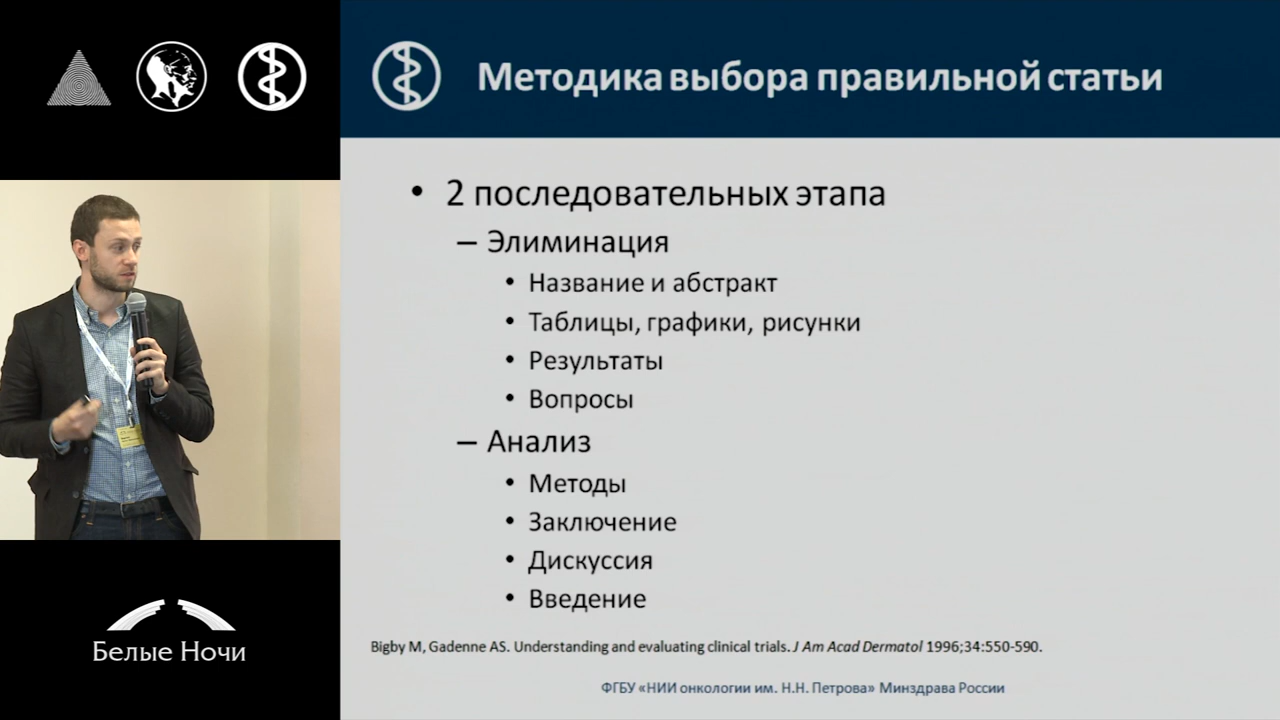 Методика выбора правильной статьи
• 2 последовательных этапа
– Элиминация
• Название и абстракт
• Таблицы, графики, рисунки
• Результаты
• Вопросы
– Анализ
• Методы
• Заключение
• Дискуссия
• Введение
Bigby M, Gadenne AS. Understanding and evaluating clinical trials. J Am Acad Dermatol 1996;34:550-590.
ФГБУ «НИИ онкологии им. Н.Н. Петрова» Минздрава России
Белые Ночи